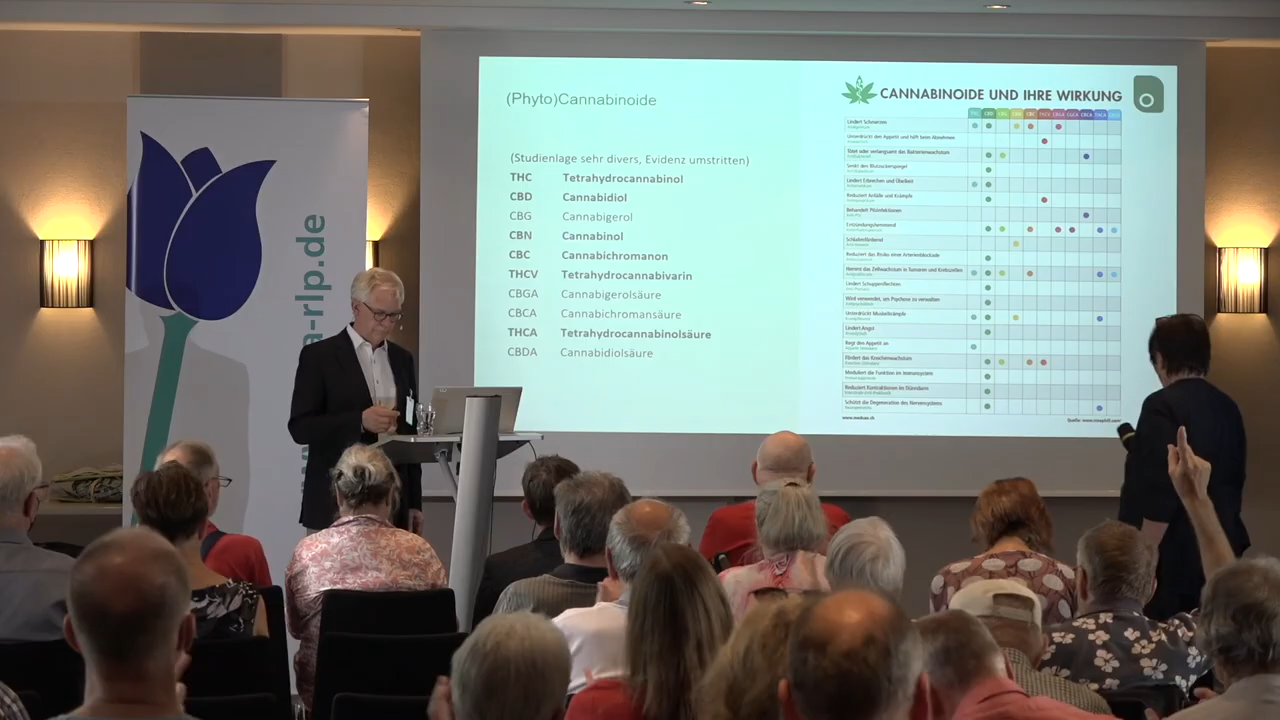 (Phyto)Cannabinoide
(Studienlage sehr divers, Evidenz umstritten)
THC Tetrahydrocannabinol
CBD Cannabidiol
CBG Cannabigerol
CBN Cannabinol
CBC Cannabichromanon
THCV Tetrahydrocannabivarin
CBGA Cannabigerolsäure
CBCA Cannabichromansäure
THCA Tetrahydrocannabinolsäure
CBDA Cannabidiolsäure
CANNABINOIDE UND IHRE WIRKUNG
THC CBD CBG CBN CBC THCV CBGA CBCA THCA
Lindert Schmerzen
Unterdrückt den Appetit und hilft beim Abnehmen
Tötet oder verlangsamt das Bakterienwachstum
Senkt den Blutzuckerspiegel
Lindert Erbrechen und Übelkeit
Reduziert Anfälle und Krämpfe
Behandelt Pilzinfektionen
Entzündungshemmend
Schlaffördernd
Reduziert das Risiko einer Arterienblockade
Hemmt das Zellwachstum in Tumoren und Krebszellen
Lindert Schuppenflechten
Wird verwendet, um Psychose zu verwalten
Unterdrückt Muskelkrämpfe
Lindert Angst
Regt den Appetit an
Fördert das Knochenwachstum
Moduliert die Funktion im Immunsystem
Reduziert Kontraktionen im Dünndarm
Schützt die Degeneration des Nervensystems
a-rlp.de